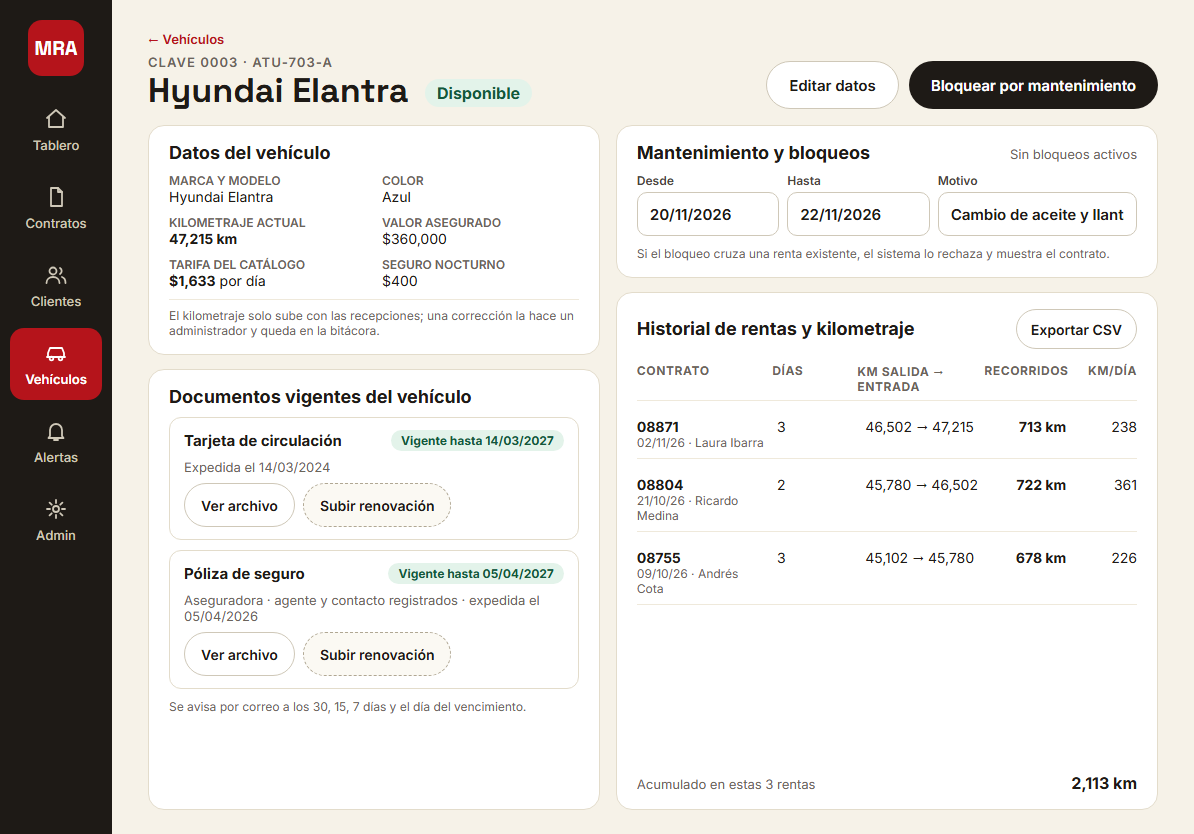 MRA
Tablero
Contratos
Clientes
Vehículos
Alertas
Admin
← Vehículos
CLAVE 0003 · ATU-703-A
Hyundai Elantra
Disponible
Editar datos
Bloquear por mantenimiento
Datos del vehículo
MARCA Y MODELO
Hyundai Elantra
COLOR
Azul
KILOMETRAJE ACTUAL
47,215 km
VALOR ASEGURADO
$360,000
TARIFA DEL CATÁLOGO
$1,633 por día
SEGURO NOCTURNO
$400
El kilometraje solo sube con las recepciones; una corrección la hace un
administrador y queda en la bitácora.
Documentos vigentes del vehículo
Tarjeta de circulación
Vigente hasta 14/03/2027
Expedida el 14/03/2024
Ver archivo
Subir renovación
Póliza de seguro
Vigente hasta 05/04/2027
Aseguradora · agente y contacto registrados · expedida el
05/04/2026
Ver archivo
Subir renovación
Se avisa por correo a los 30, 15, 7 días y el día del vencimiento.
Mantenimiento y bloqueos
Sin bloqueos activos
Desde
Hasta
Motivo
20/11/2026
22/11/2026
Cambio de aceite y llant
Si el bloqueo cruza una renta existente, el sistema lo rechaza y muestra el contrato.
Historial de rentas y kilometraje
Exportar CSV
CONTRATO
DÍAS
KM SALIDA →
ENTRADA
RECORRIDOS
KM/DÍA
08871
02/11/26 · Laura Ibarra
3
46,502 → 47,215
713 km
238
08804
21/10/26 · Ricardo
Medina
2
45,780 → 46,502
722 km
361
08755
09/10/26 · Andrés
Cota
3
45,102 → 45,780
678 km
226
Acumulado en estas 3 rentas
2,113 km